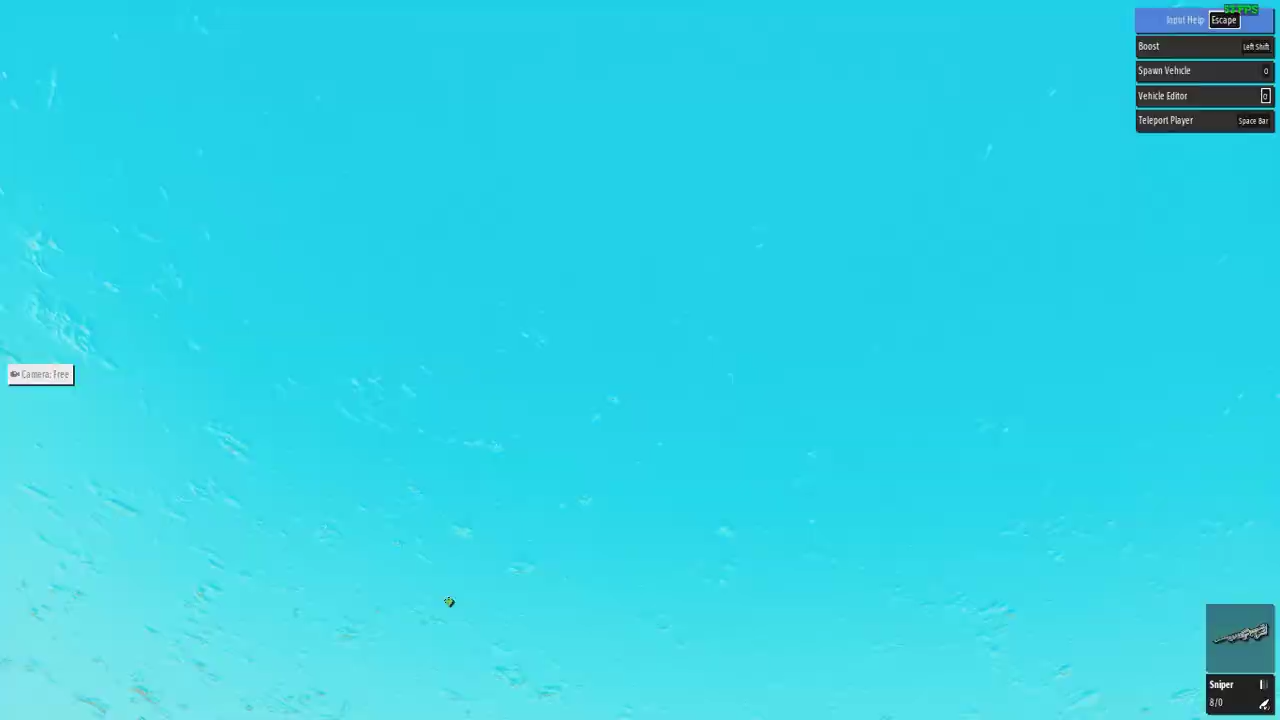 Input Help Escape
Boost Left Shift
Spawn Vehicle
Vehicle Editor
Teleport Player Space Bar
Camera: Free
Sniper
8/0